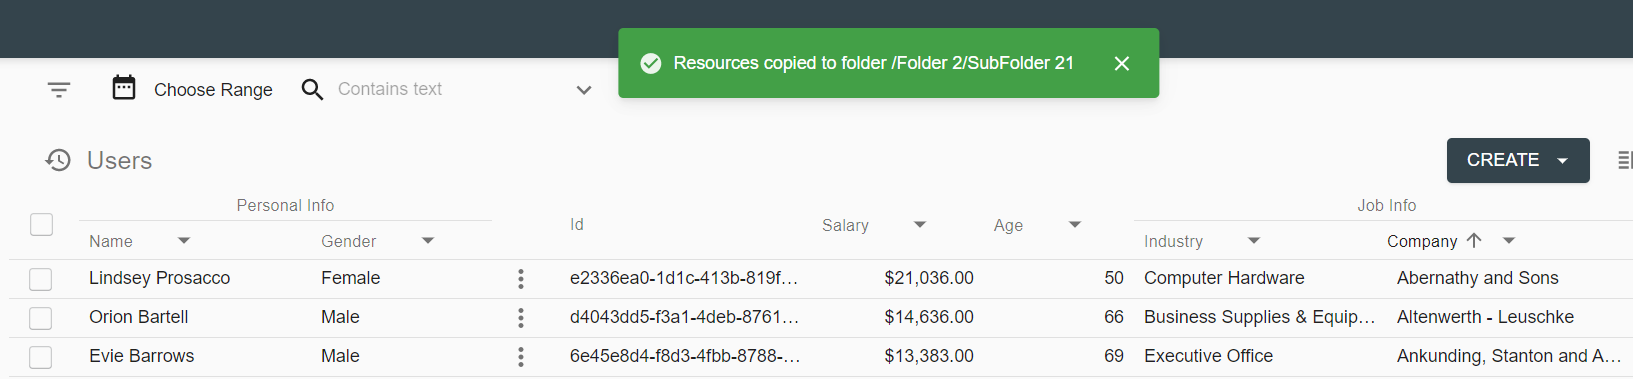 Resources copied to folder /Folder 2/SubFolder 21
Choose Range Contains text
Users
CREATE
Personal Info Job Info
Id Salary Age
Name Gender Industry Company
Lindsey Prosacco Female e2336ea0-1d1c-413b-819f... $21,036.00 50 Computer Hardware Abernathy and Sons
Orion Bartell Male d4043dd5-f3a1-4deb-8761... $14,636.00 66 Business Supplies & Equip... Altenwerth - Leuschke
Evie Barrows Male 6e45e8d4-f8d3-4fbb-8788-... $13,383.00 69 Executive Office Ankunding, Stanton and A...